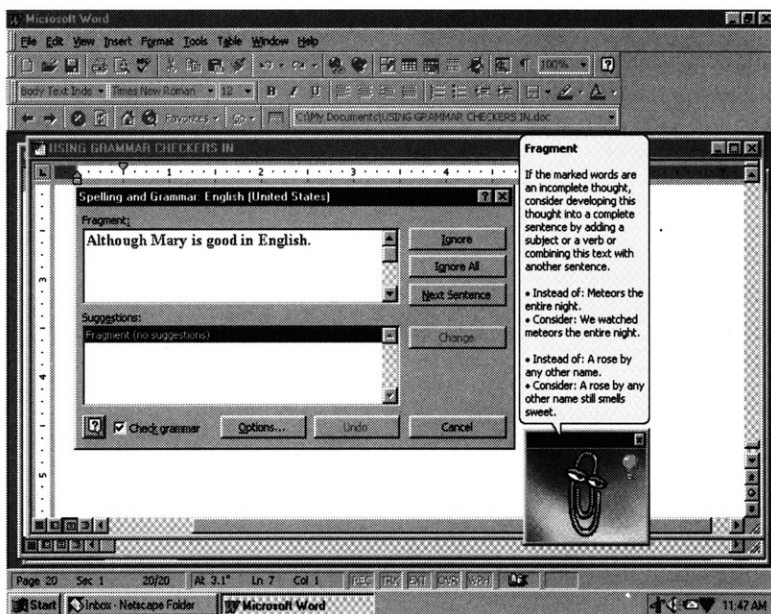 Microsoft Word
File Edit View Insert Format Tools Table Window Help
100%
Body Text Inde Times New Roman 12 B I U
Favorites Go C:\My Documents\USING GRAMMAR CHECKERS IN.doc
USING GRAMMAR CHECKERS IN
1 2 3 4
Spelling and Grammar: English (United States)
Fragment:
Although Mary is good in English.
Ignore
Ignore All
Next Sentence
Suggestions:
Fragment (no suggestions)
Change
Check grammar Options... Undo Cancel
Fragment
If the marked words are
an incomplete thought,
consider developing this
thought into a complete
sentence by adding a
subject or a verb or
combining this text with
another sentence.
• Instead of: Meteors the
entire night.
• Consider: We watched
meteors the entire night.
• Instead of: A rose by
any other name.
• Consider: A rose by any
other name still smells
sweet.
3
4
5
Page 20 Sec 1 20/20 At 3.1" Ln 7 Col 1 REC TRK EXT OVR WPH
Start Inbox - Netscape Folder Microsoft Word 11:47 AM